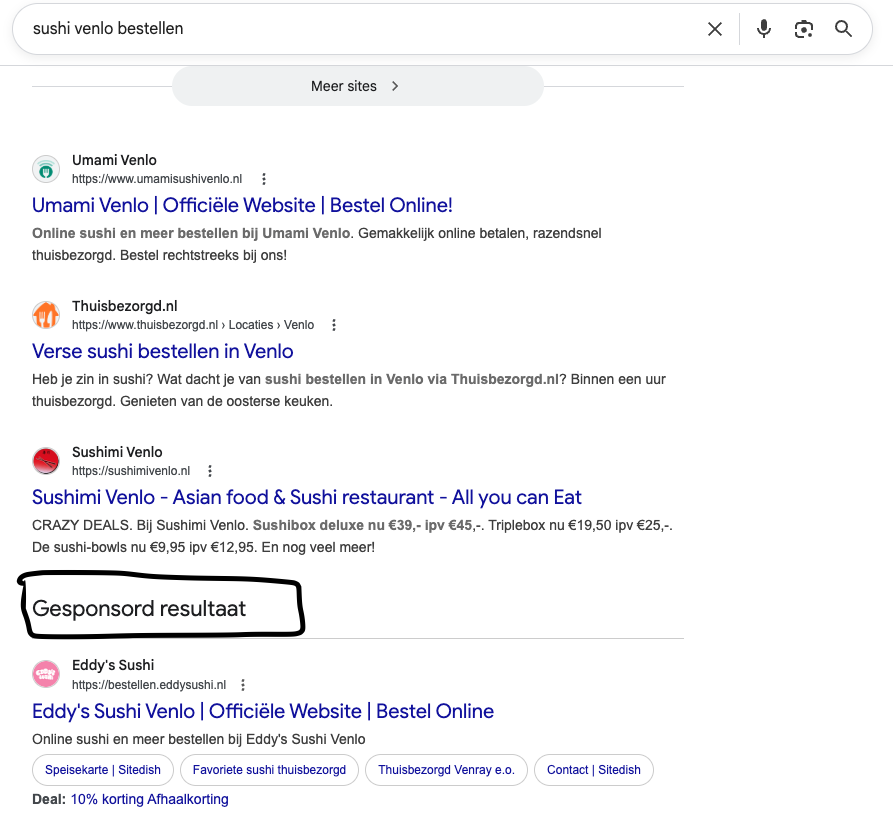 sushi venlo bestellen
Meer sites
Umami Venlo
https://www.umamisushivenlo.nl
Umami Venlo | Officiële Website | Bestel Online!
Online sushi en meer bestellen bij Umami Venlo. Gemakkelijk online betalen, razendsnel
thuisbezorgd. Bestel rechtstreeks bij ons!
Thuisbezorgd.nl
https://www.thuisbezorgd.nl › Locaties › Venlo
Verse sushi bestellen in Venlo
Heb je zin in sushi? Wat dacht je van sushi bestellen in Venlo via Thuisbezorgd.nl? Binnen een uur
thuisbezorgd. Genieten van de oosterse keuken.
Sushimi Venlo
https://sushimivenlo.nl
Sushimi Venlo - Asian food & Sushi restaurant - All you can Eat
CRAZY DEALS. Bij Sushimi Venlo. Sushibox deluxe nu €39,- ipv €45,-. Triplebox nu €19,50 ipv €25,-.
De sushi-bowls nu €9,95 ipv €12,95. En nog veel meer!
Gesponsord resultaat
Eddy's Sushi
https://bestellen.eddysushi.nl
Eddy's Sushi Venlo | Officiële Website | Bestel Online
Online sushi en meer bestellen bij Eddy's Sushi Venlo
Speisekarte | Sitedish Favoriete sushi thuisbezorgd Thuisbezorgd Venray e.o. Contact | Sitedish
Deal: 10% korting Afhaalkorting